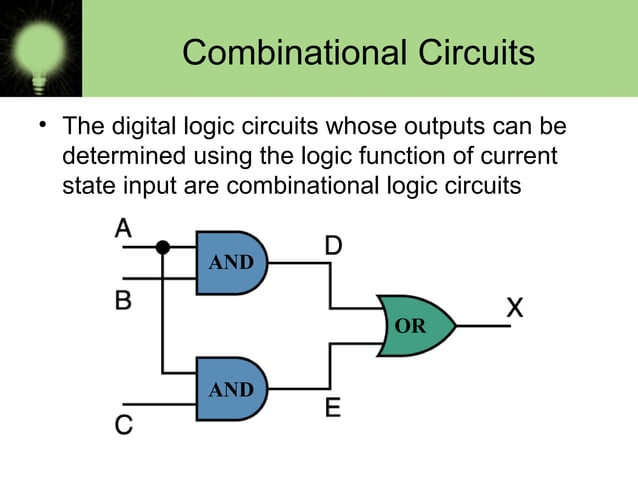 Combinational Circuits
• The digital logic circuits whose outputs can be
determined using the logic function of current
state input are combinational logic circuits
A
AND
D
B
X
OR
AND
E
C